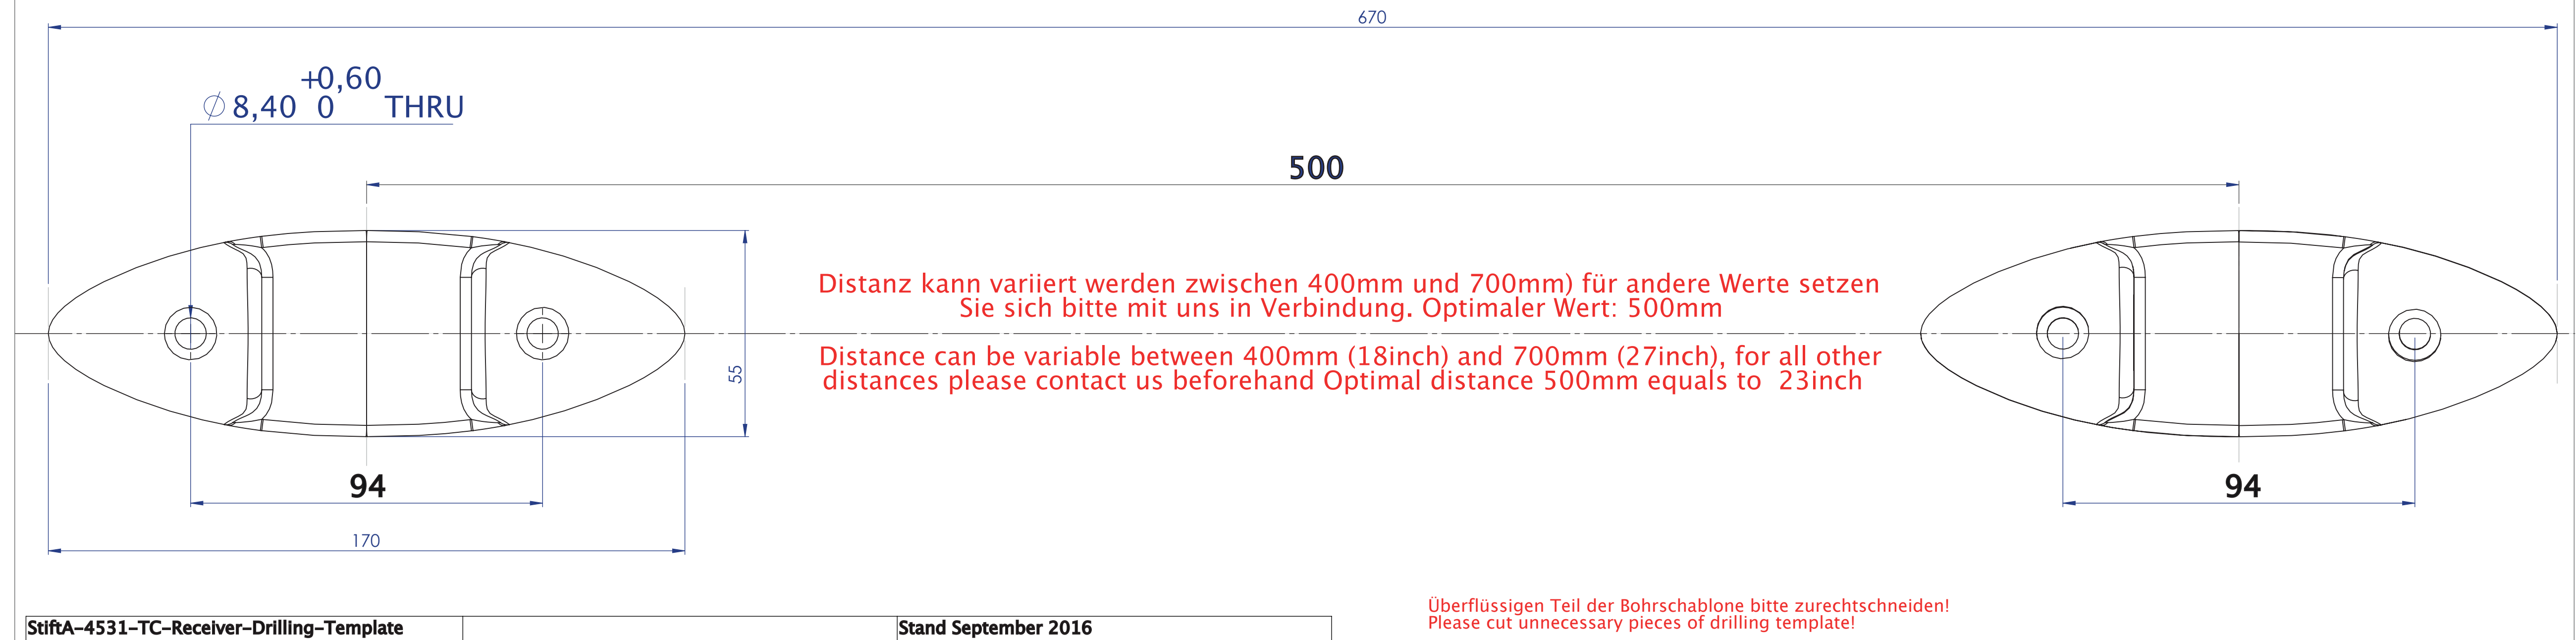 670
+0,60
∅8,40 0 THRU
500
Distanz kann variiert werden zwischen 400mm und 700mm) für andere Werte setzen
Sie sich bitte mit uns in Verbindung. Optimaler Wert: 500mm
Distance can be variable between 400mm (18inch) and 700mm (27inch), for all other
distances please contact us beforehand Optimal distance 500mm equals to 23inch
55
94
94
170
Überflüssigen Teil der Bohrschablone bitte zurechtschneiden!
Please cut unnecessary pieces of drilling template!
StiftA-4531-TC-Receiver-Drilling-Template
Stand September 2016